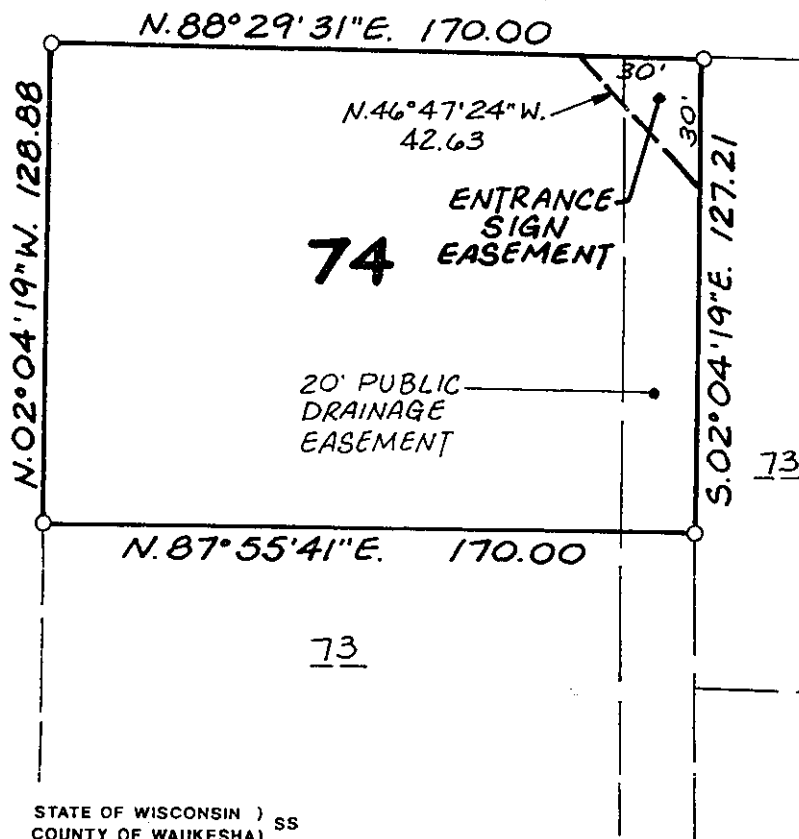 N.88°29'31"E. 170.00
30'
30'
N.46°47'24"W.
42.63
N.02°04'19"W. 128.88
S.02°04'19"E. 127.21
ENTRANCE
SIGN
EASEMENT
74
20' PUBLIC
DRAINAGE
EASEMENT
73
N.87°55'41"E. 170.00
73
STATE OF WISCONSIN ) SS
COUNTY OF WAUKESHA)